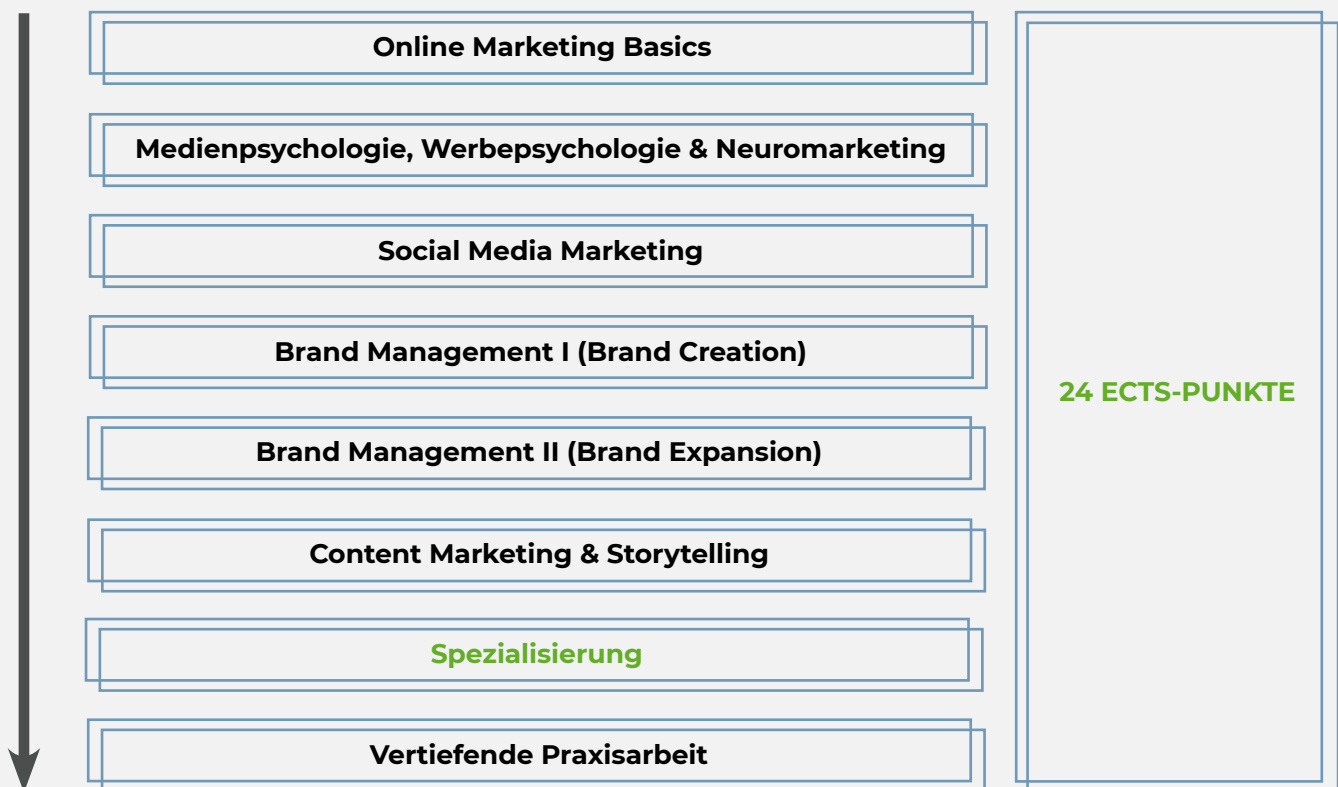 Online Marketing Basics
Medienpsychologie, Werbepsychologie & Neuromarketing
Social Media Marketing
Brand Management I (Brand Creation)
Brand Management II (Brand Expansion)
Content Marketing & Storytelling
Spezialisierung
Vertiefende Praxisarbeit
24 ECTS-PUNKTE